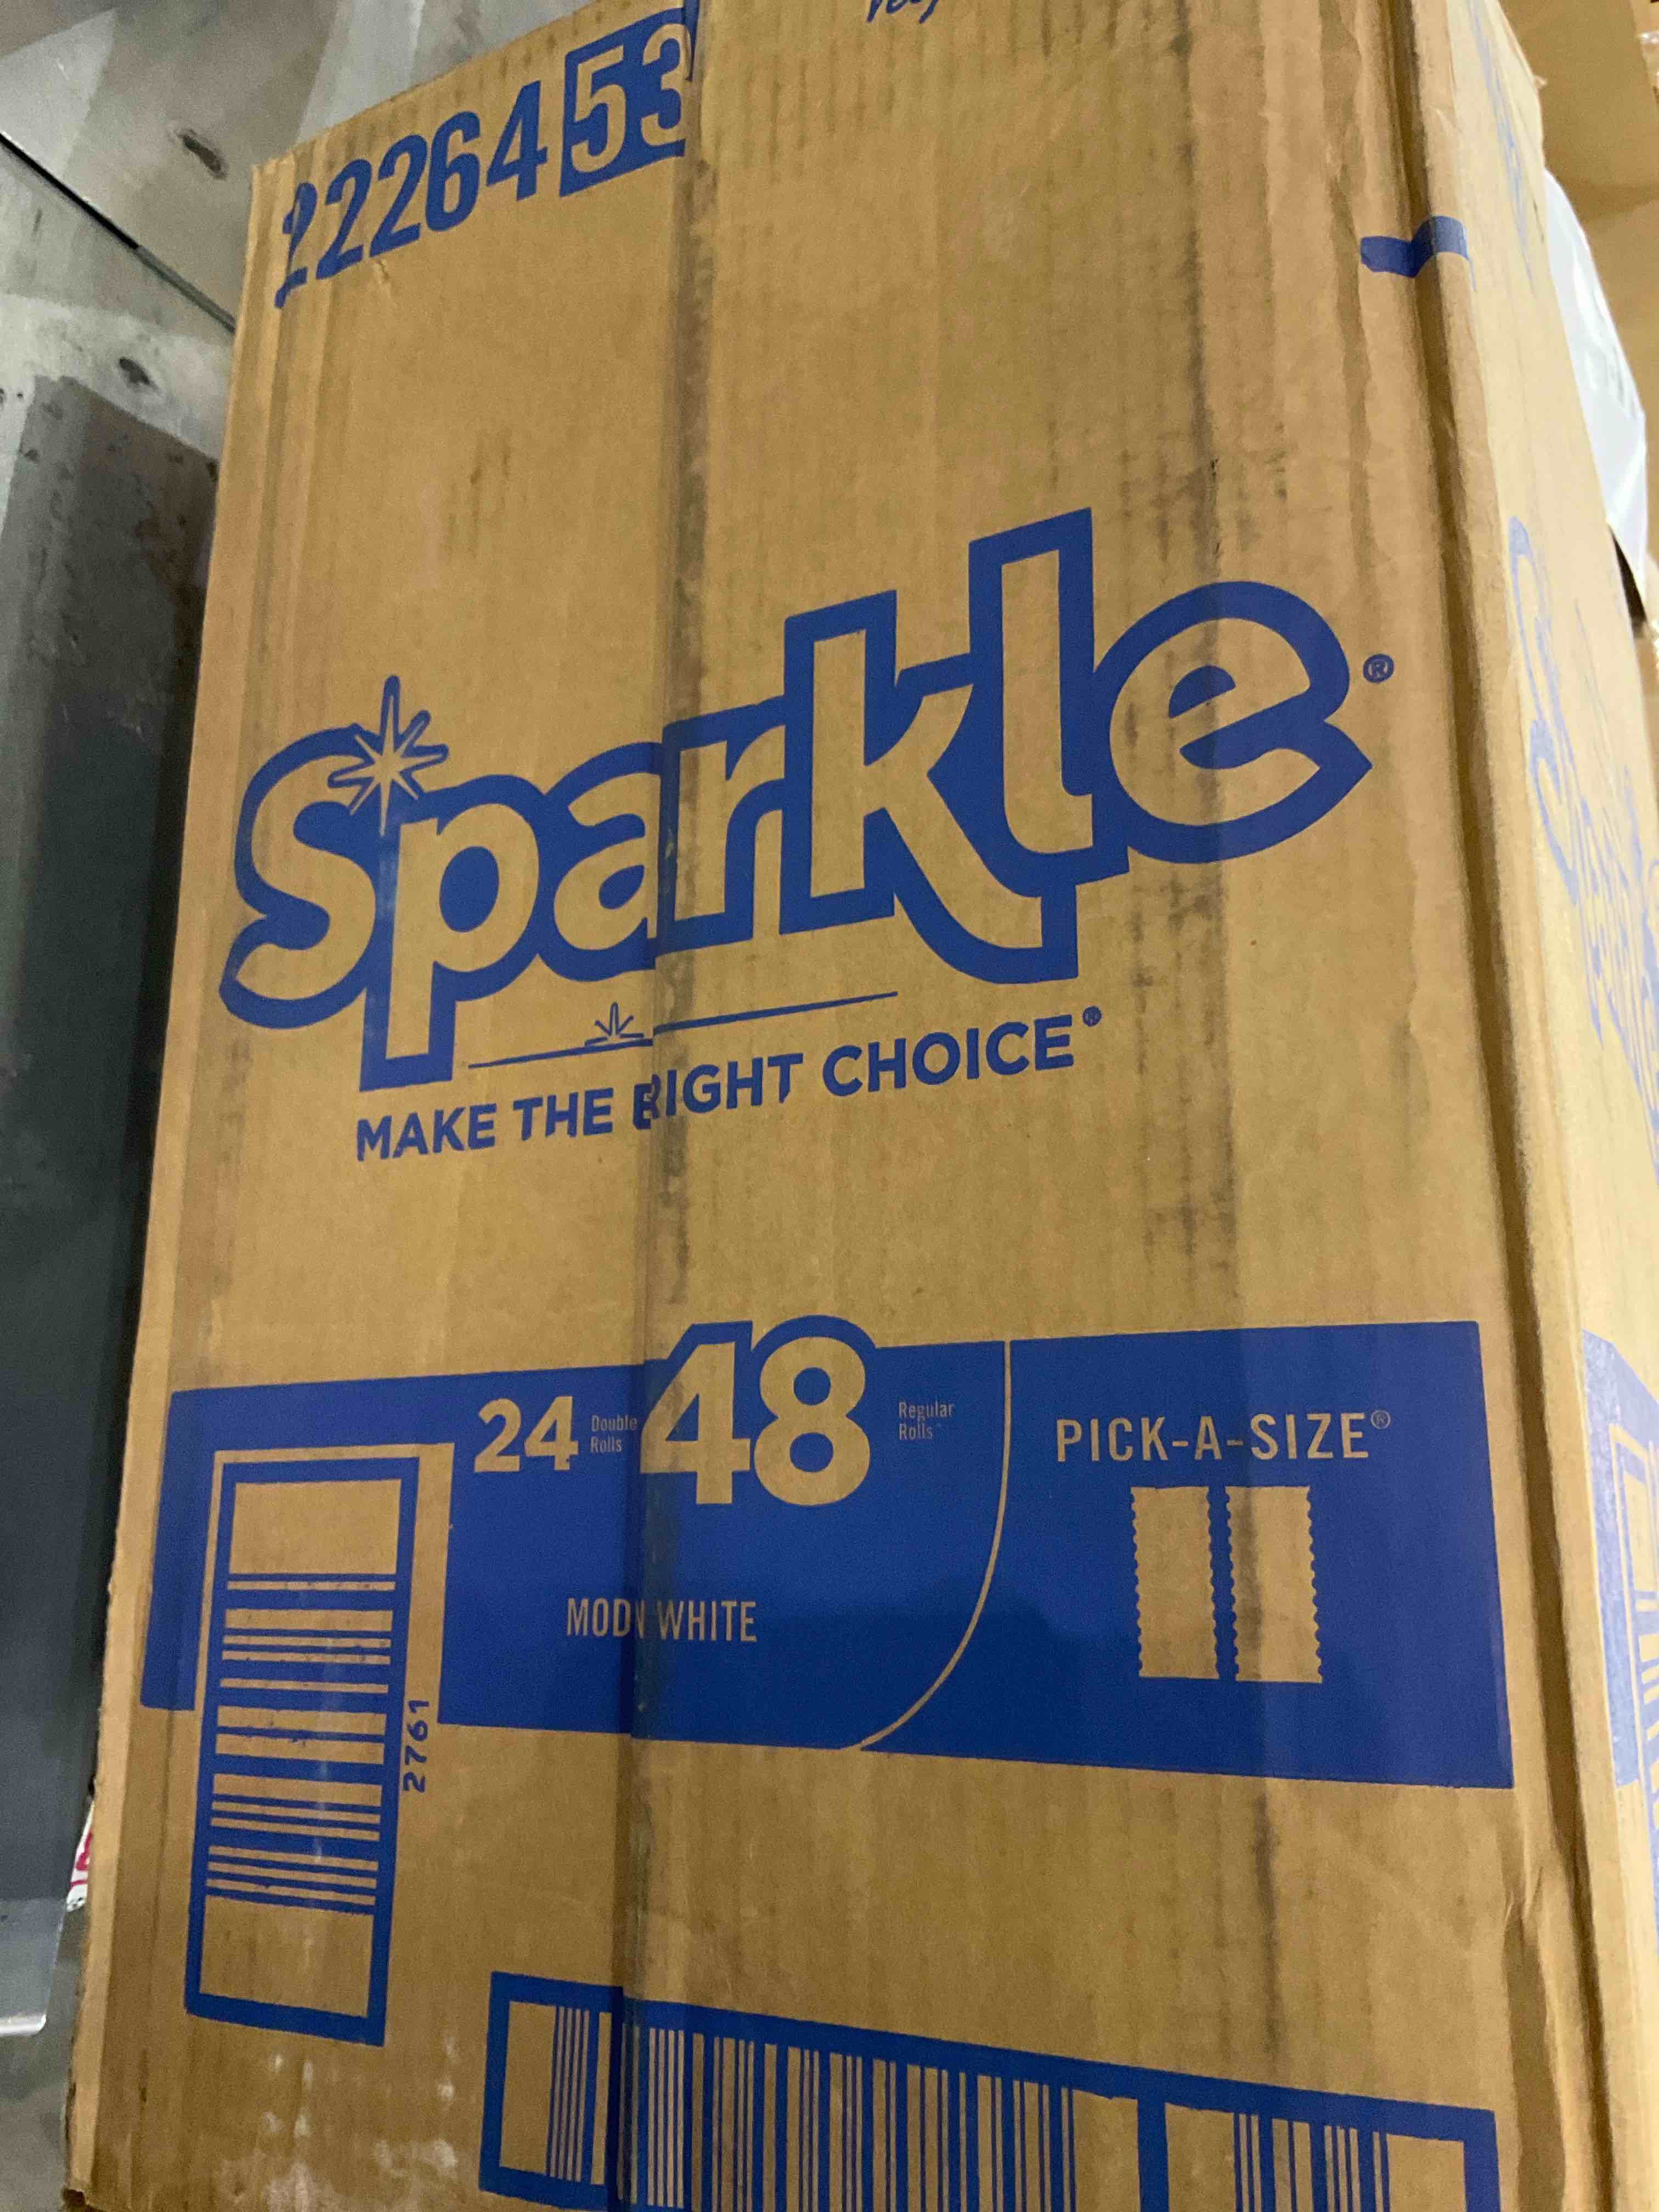 2226453
Sparkle®
MAKE THE BRIGHT CHOICE®
24 Double Rolls 48 Regular Rolls
PICK-A-SIZE®
WHITE
2761